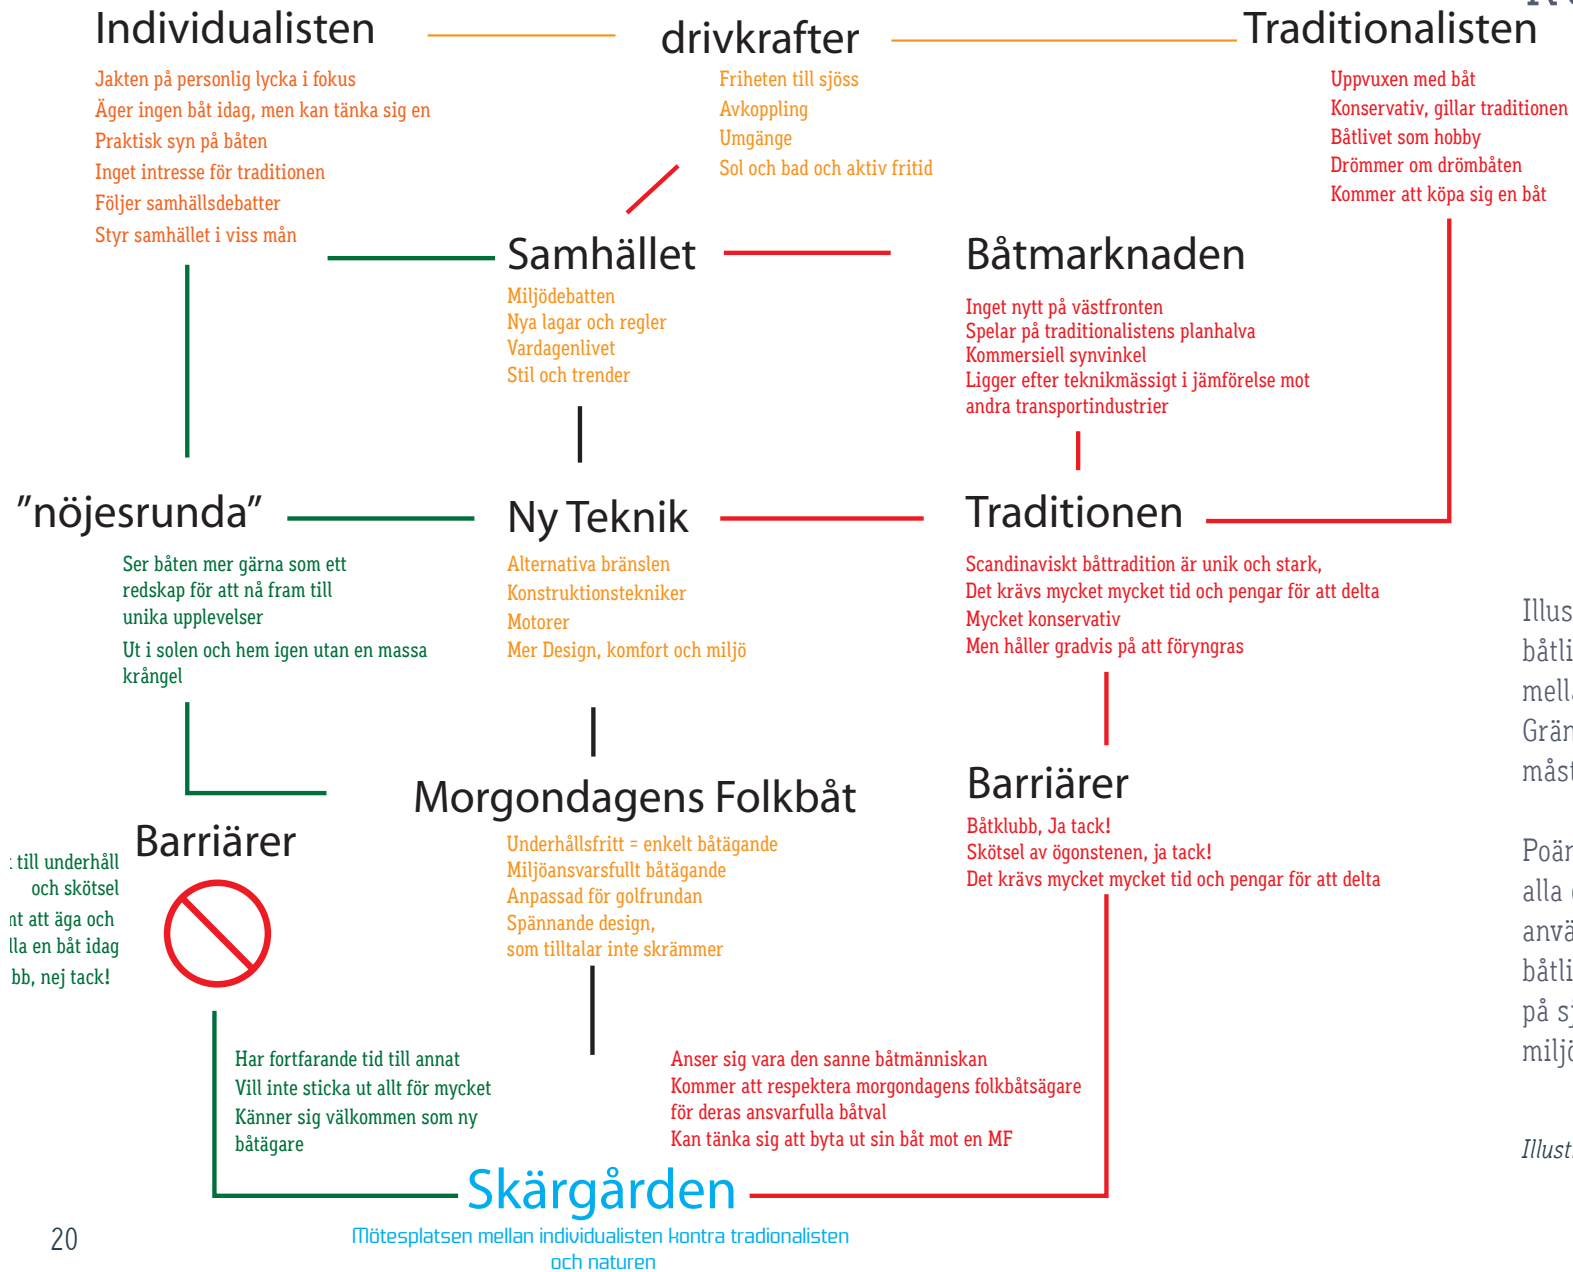 Individualisten
Jakten på personlig lycka i fokus
Äger ingen båt idag, men kan tänka sig en
Praktisk syn på båten
Inget intresse för traditionen
Följer samhällsdebatter
Styr samhället i viss mån
drivkrafter
Friheten till sjöss
Avkoppling
Umgänge
Sol och bad och aktiv fritid
Traditionalisten
Uppvuxen med båt
Konservativ, gillar traditionen
Båtlivet som hobby
Drömmer om drömbåten
Kommer att köpa sig en båt
Samhället
Miljödebatten
Nya lagar och regler
Vardagenlivet
Stil och trender
Båtmarknaden
Inget nytt på västfronten
Spelar på traditionalistens planhalva
Kommersiell synvinkel
Ligger efter teknikmässigt i jämförelse mot
andra transportindustrier
”nöjesrunda”
Ser båten mer gärna som ett
redskap för att nå fram till
unika upplevelser
Ut i solen och hem igen utan en massa
krångel
Ny Teknik
Alternativa bränslen
Konstruktionstekniker
Motorer
Mer Design, komfort och miljö
Traditionen
Scandinaviskt båttradition är unik och stark,
Det krävs mycket mycket tid och pengar för att delta
Mycket konservativ
Men håller gradvis på att föryngras
Barriärer
till underhåll
och skötsel
att äga och
en båt idag
nej tack!
Morgondagens Folkbåt
Underhållsfritt = enkelt båtägande
Miljöansvarsfullt båtägande
Anpassad för golfrundan
Spännande design,
som tilltalar inte skrämmer
Barriärer
Båtklubb, Ja tack!
Skötsel av ögonstenen, ja tack!
Det krävs mycket mycket tid och pengar för att delta
Har fortfarande tid till annat
Vill inte sticka ut allt för mycket
Känner sig välkommen som ny
båtägare
Anser sig vara den sanne båtmänniskan
Kommer att respektera morgondagens folkbåtsägare
för deras ansvarfulla båtval
Kan tänka sig att byta ut sin båt mot en MF
Skärgården
Mötesplatsen mellan individualisten kontra tradionalisten
och naturen
20
alla
på